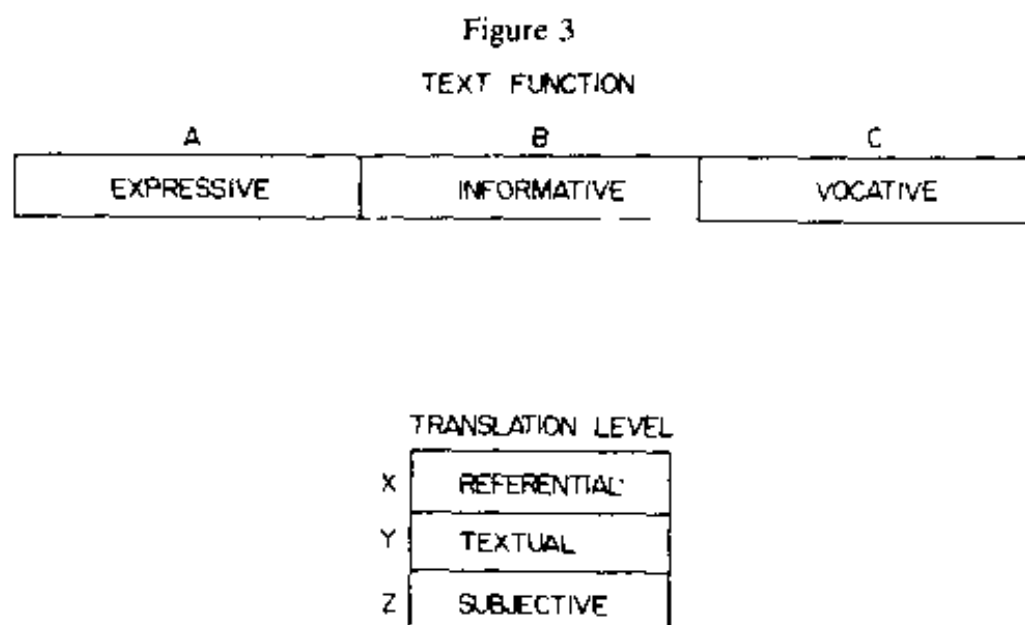 Figure 3
TEXT FUNCTION
A B C
EXPRESSIVE INFORMATIVE VOCATIVE
TRANSLATION LEVEL
X REFERENTIAL
Y TEXTUAL
Z SUBJECTIVE